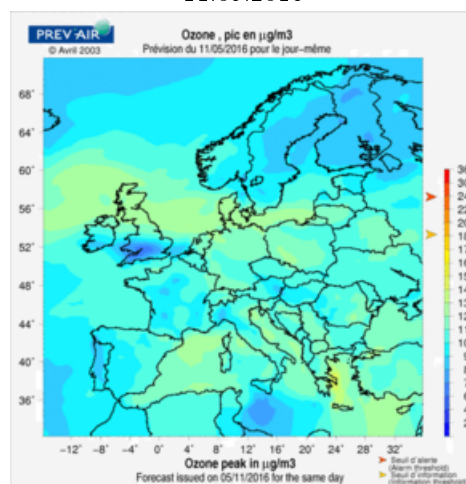 PREV'AIR
© Avril 2003
Ozone , pic en µg/m3
Prévision du 11/05/2016 pour le jour-même
68°
64°
60°
56°
52°
48°
44°
40°
36°
-12° -8° -4° 0° 4° 8° 12° 16° 20° 24° 28° 32°
Ozone peak in µg/m3
Forecast issued on 05/11/2016 for the same day
Seuil d'alerte
(Alarm threshold)
Seuil d'information
(Information threshold)